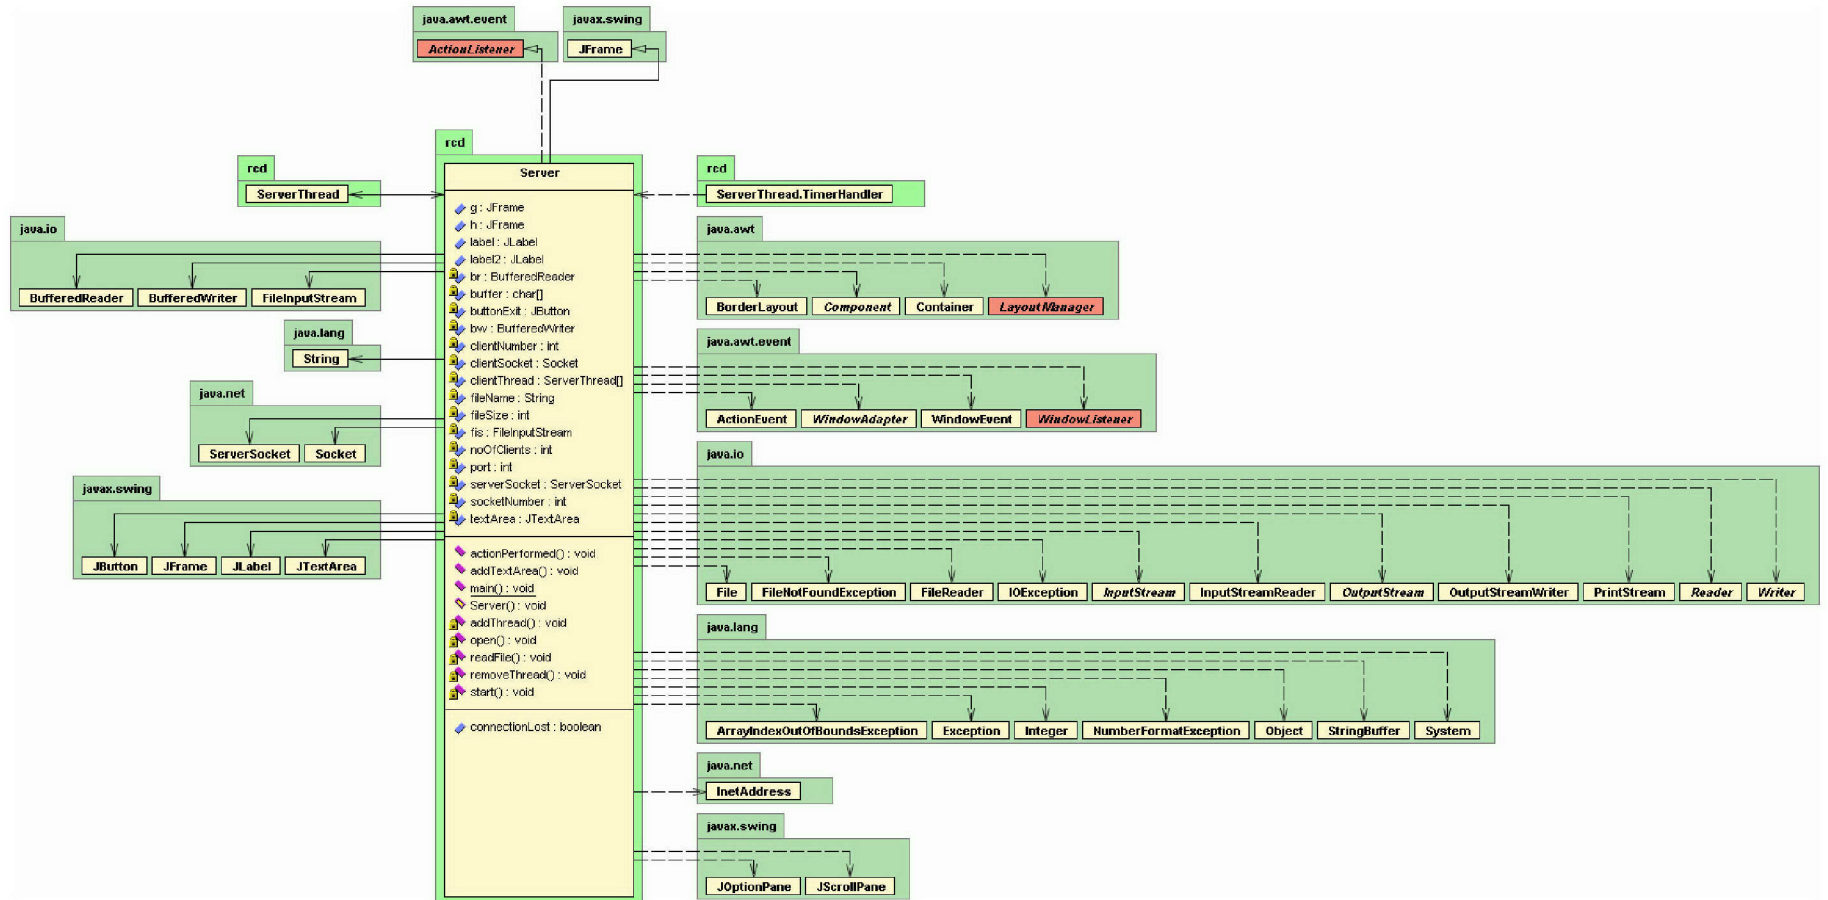 java.awt.event
ActionListener
javax.swing
JFrame
rcd
ServerThread
java.io
BufferedReader BufferedWriter FileInputStream
java.lang
String
java.net
ServerSocket Socket
javax.swing
JButton JFrame JLabel JTextArea
rcd
Server
g : JFrame
h : JFrame
label : JLabel
label2 : JLabel
br : BufferedReader
buffer : char[]
buttonExit : JButton
bw : BufferedWriter
clientNumber : int
clientSocket : Socket
clientThread : ServerThread[]
fileName : String
fileSize : int
fis : FileInputStream
noOfClients : int
port : int
serverSocket : ServerSocket
socketNumber : int
textArea : JTextArea
actionPerformed() : void
addTextArea() : void
main() : void
Server() : void
addThread() : void
open() : void
readFile() : void
removeThread() : void
start() : void
connectionLost : boolean
rcd
ServerThread.TimerHandler
java.awt
BorderLayout Component Container LayoutManager
java.awt.event
ActionEvent WindowAdapter WindowEvent WindowListener
java.io
File FileNotFoundException FileReader IOException InputStream InputStreamReader OutputStream OutputStreamWriter PrintStream Reader Writer
java.lang
ArrayIndexOutOfBoundsException Exception Integer NumberFormatException Object StringBuffer System
java.net
InetAddress
javax.swing
JOptionPane JScrollPane